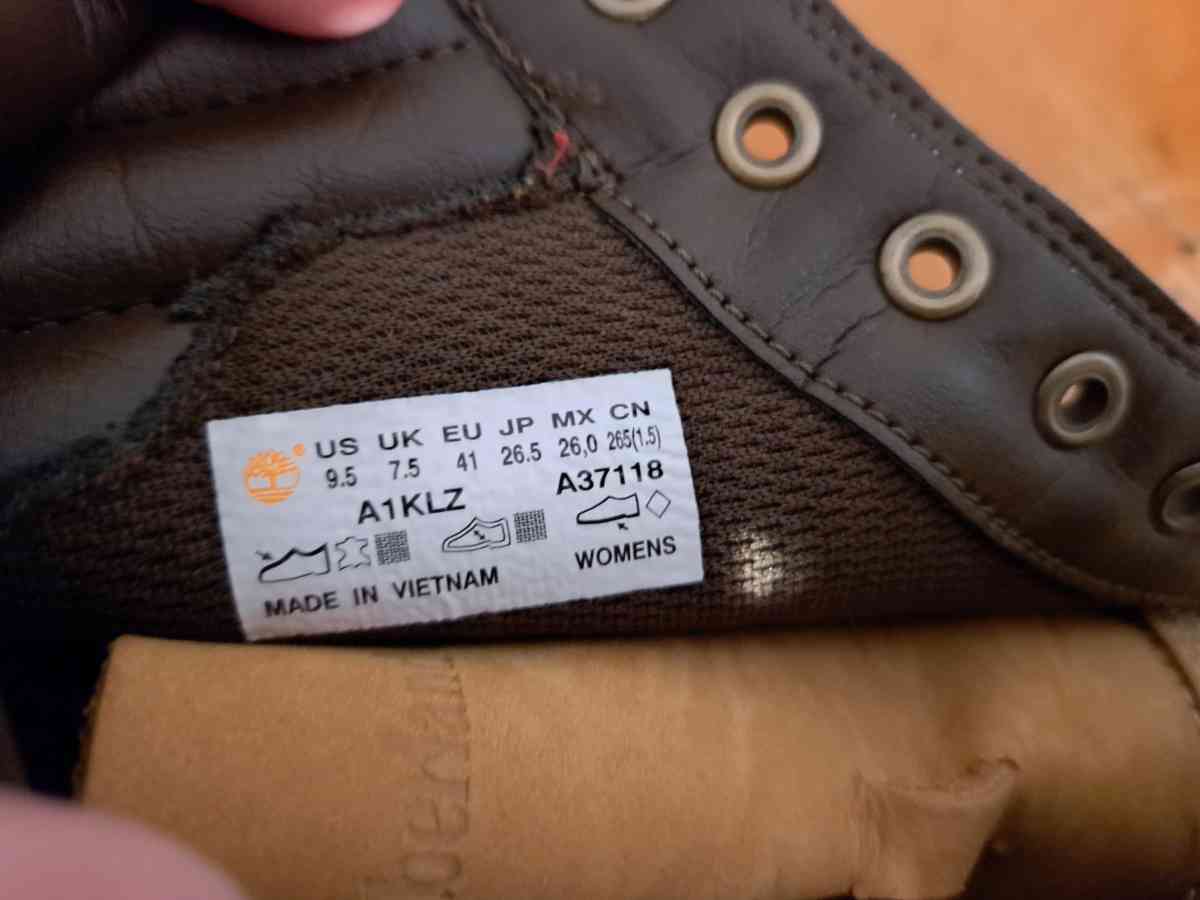 US UK EU JP MX CN
9.5 7.5 41 26.5 26,0 265(1.5)
A1KLZ A37118
MADE IN VIETNAM WOMENS